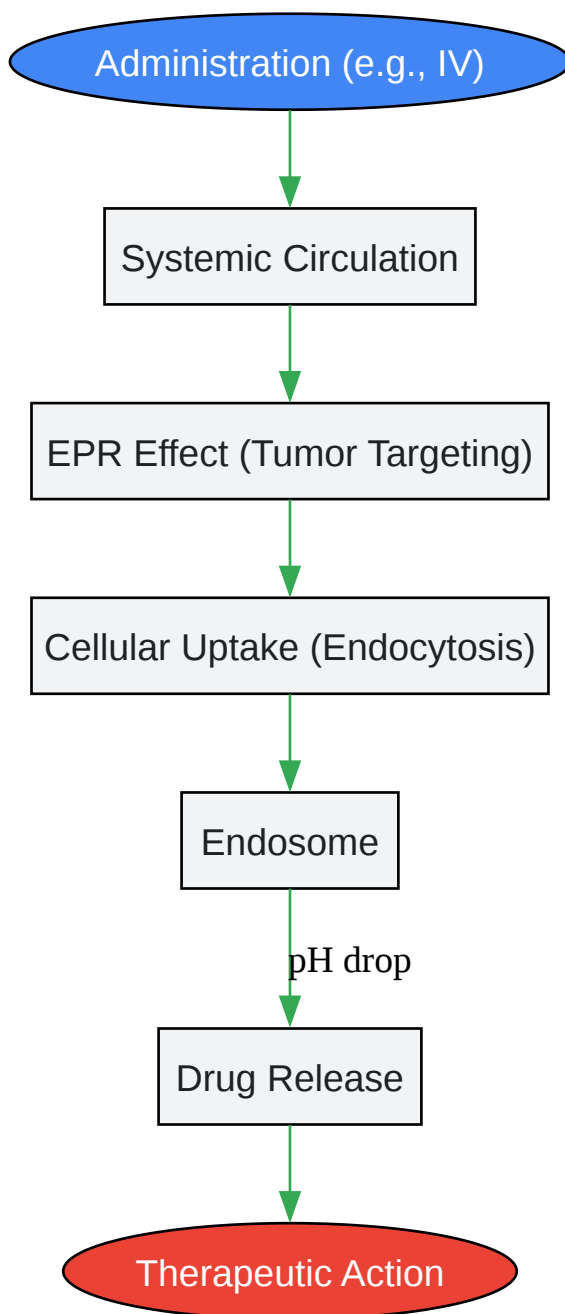 Administration (e.g., IV)
Systemic Circulation
EPR Effect (Tumor Targeting)
Cellular Uptake (Endocytosis)
Endosome
pH drop
Drug Release
Therapeutic Action